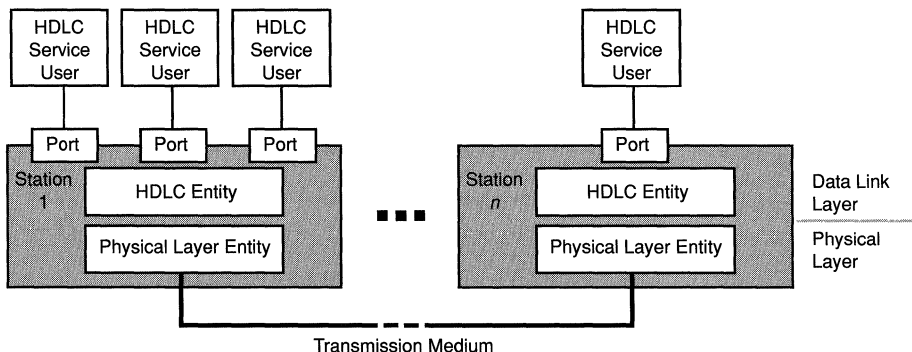 HDLC
Service
User
HDLC
Service
User
HDLC
Service
User
HDLC
Service
User
Port
Port
Port
Port
Station
1
HDLC Entity
Physical Layer Entity
Station
n
HDLC Entity
Physical Layer Entity
Data Link
Layer
Physical
Layer
Transmission Medium